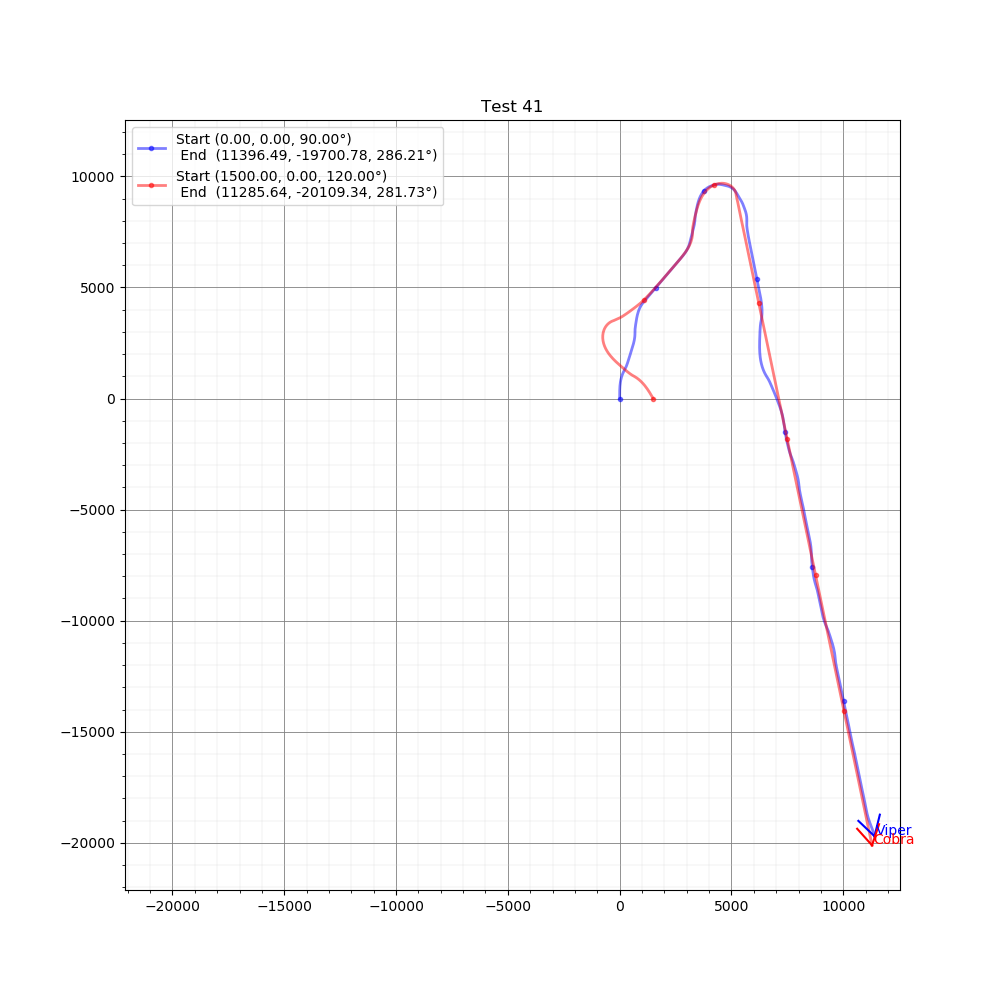 Test 41
Start (0.00, 0.00, 90.00°)
End  (11396.49, -19700.78, 286.21°)
Start (1500.00, 0.00, 120.00°)
End  (11285.64, -20109.34, 281.73°)
10000
5000
0
−5000
−10000
−15000
−20000
Viper
Cobra
−20000 −15000 −10000 −5000 0 5000 10000